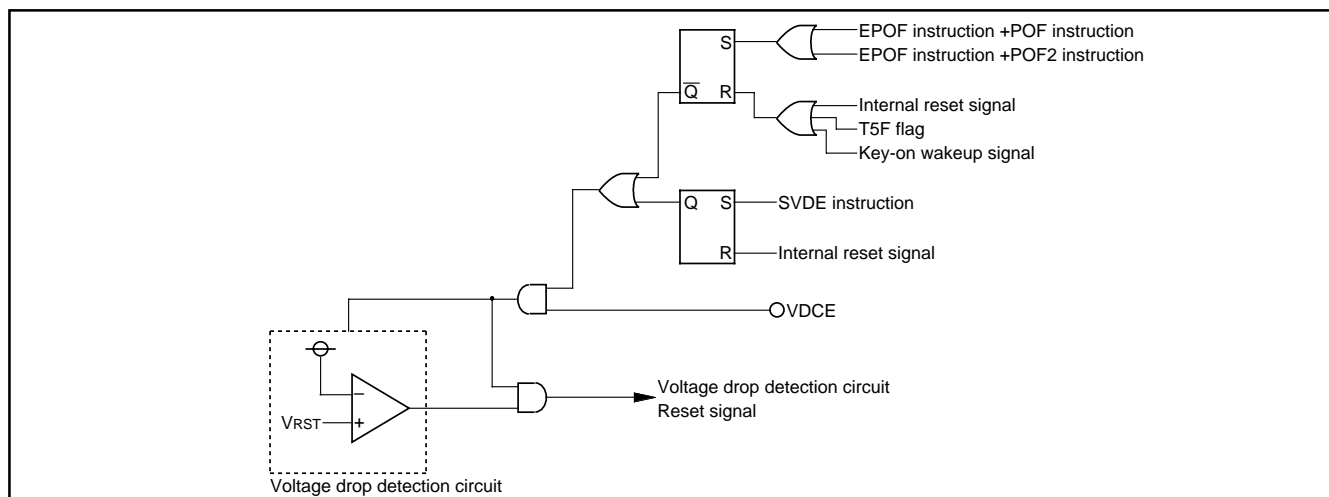 EPOF instruction +POF instruction
S
EPOF instruction +POF2 instruction
Q R
Internal reset signal
T5F flag
Key-on wakeup signal
Q S
SVDE instruction
R
Internal reset signal
VDCE
Voltage drop detection circuit
Reset signal
−
VRST
+
Voltage drop detection circuit